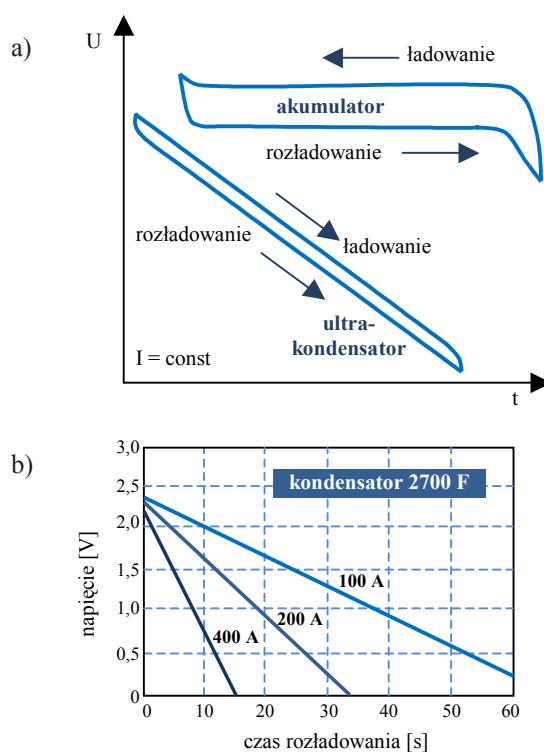 a)
U
ładowanie
akumulator
rozładowanie
rozładowanie
ładowanie
ultra-
kondensator
I = const
t
b)
kondensator 2700 F
napięcie [V]
3,0
2,5
2,0
1,5
1,0
0,5
0
100 A
200 A
400 A
0 10 20 30 40 50 60
czas rozładowania [s]